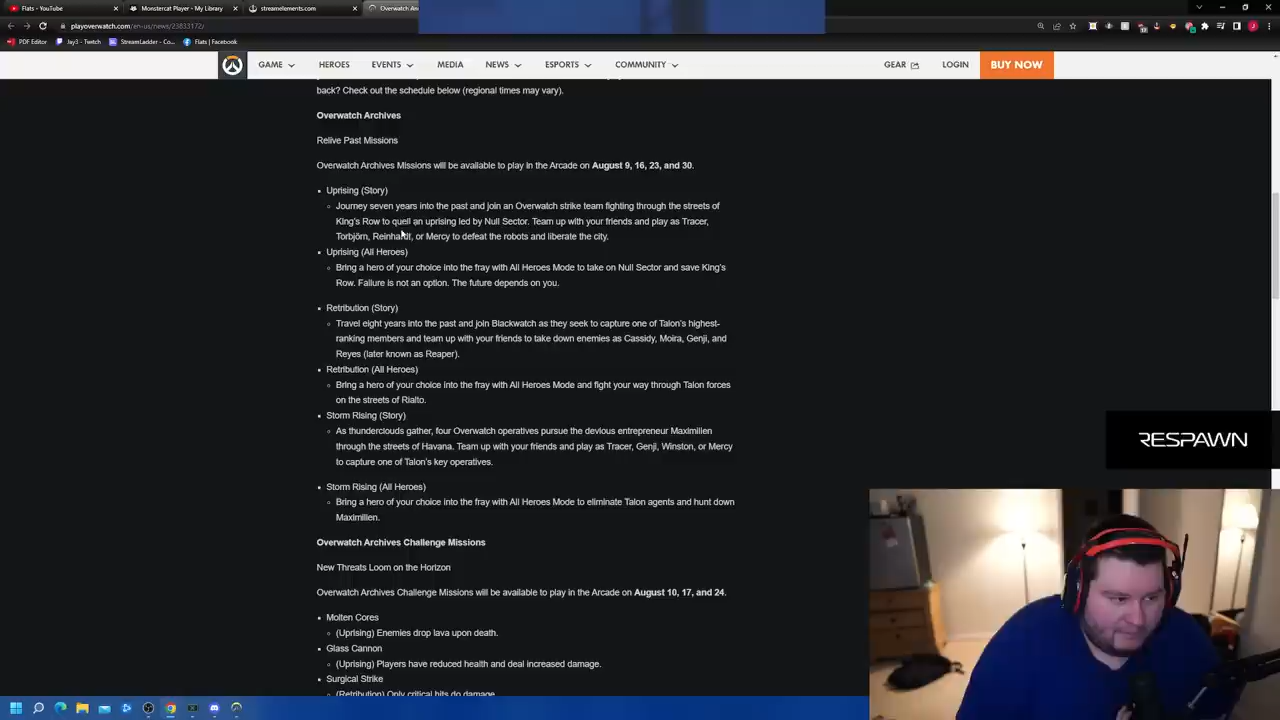 Flats - YouTube
Monstercat Player - My Library
streamelements.com
Overwatch An
playoverwatch.com/en-us/news/23833172/
PDF Editor
Jay3 - Twitch
StreamLadder - Co...
Flats | Facebook
GAME
HEROES
EVENTS
MEDIA
NEWS
ESPORTS
COMMUNITY
GEAR
LOGIN
BUY NOW
back? Check out the schedule below (regional times may vary).
Overwatch Archives
Relive Past Missions
Overwatch Archives Missions will be available to play in the Arcade on August 9, 16, 23, and 30.
Uprising (Story)
Journey seven years into the past and join an Overwatch strike team fighting through the streets of
King's Row to quell an uprising led by Null Sector. Team up with your friends and play as Tracer,
Torbjörn, Reinhardt, or Mercy to defeat the robots and liberate the city.
Uprising (All Heroes)
Bring a hero of your choice into the fray with All Heroes Mode to take on Null Sector and save King's
Row. Failure is not an option. The future depends on you.
Retribution (Story)
Travel eight years into the past and join Blackwatch as they seek to capture one of Talon's highest-
ranking members and team up with your friends to take down enemies as Cassidy, Moira, Genji, and
Reyes (later known as Reaper).
Retribution (All Heroes)
Bring a hero of your choice into the fray with All Heroes Mode and fight your way through Talon forces
on the streets of Rialto.
Storm Rising (Story)
As thunderclouds gather, four Overwatch operatives pursue the devious entrepreneur Maximilien
through the streets of Havana. Team up with your friends and play as Tracer, Genji, Winston, or Mercy
to capture one of Talon's key operatives.
Storm Rising (All Heroes)
Bring a hero of your choice into the fray with All Heroes Mode to eliminate Talon agents and hunt down
Maximilien.
Overwatch Archives Challenge Missions
New Threats Loom on the Horizon
Overwatch Archives Challenge Missions will be available to play in the Arcade on August 10, 17, and 24.
Molten Cores
(Uprising) Enemies drop lava upon death.
Glass Cannon
(Uprising) Players have reduced health and deal increased damage.
Surgical Strike
(Retribution) Only critical hits do damage
RESPAWN